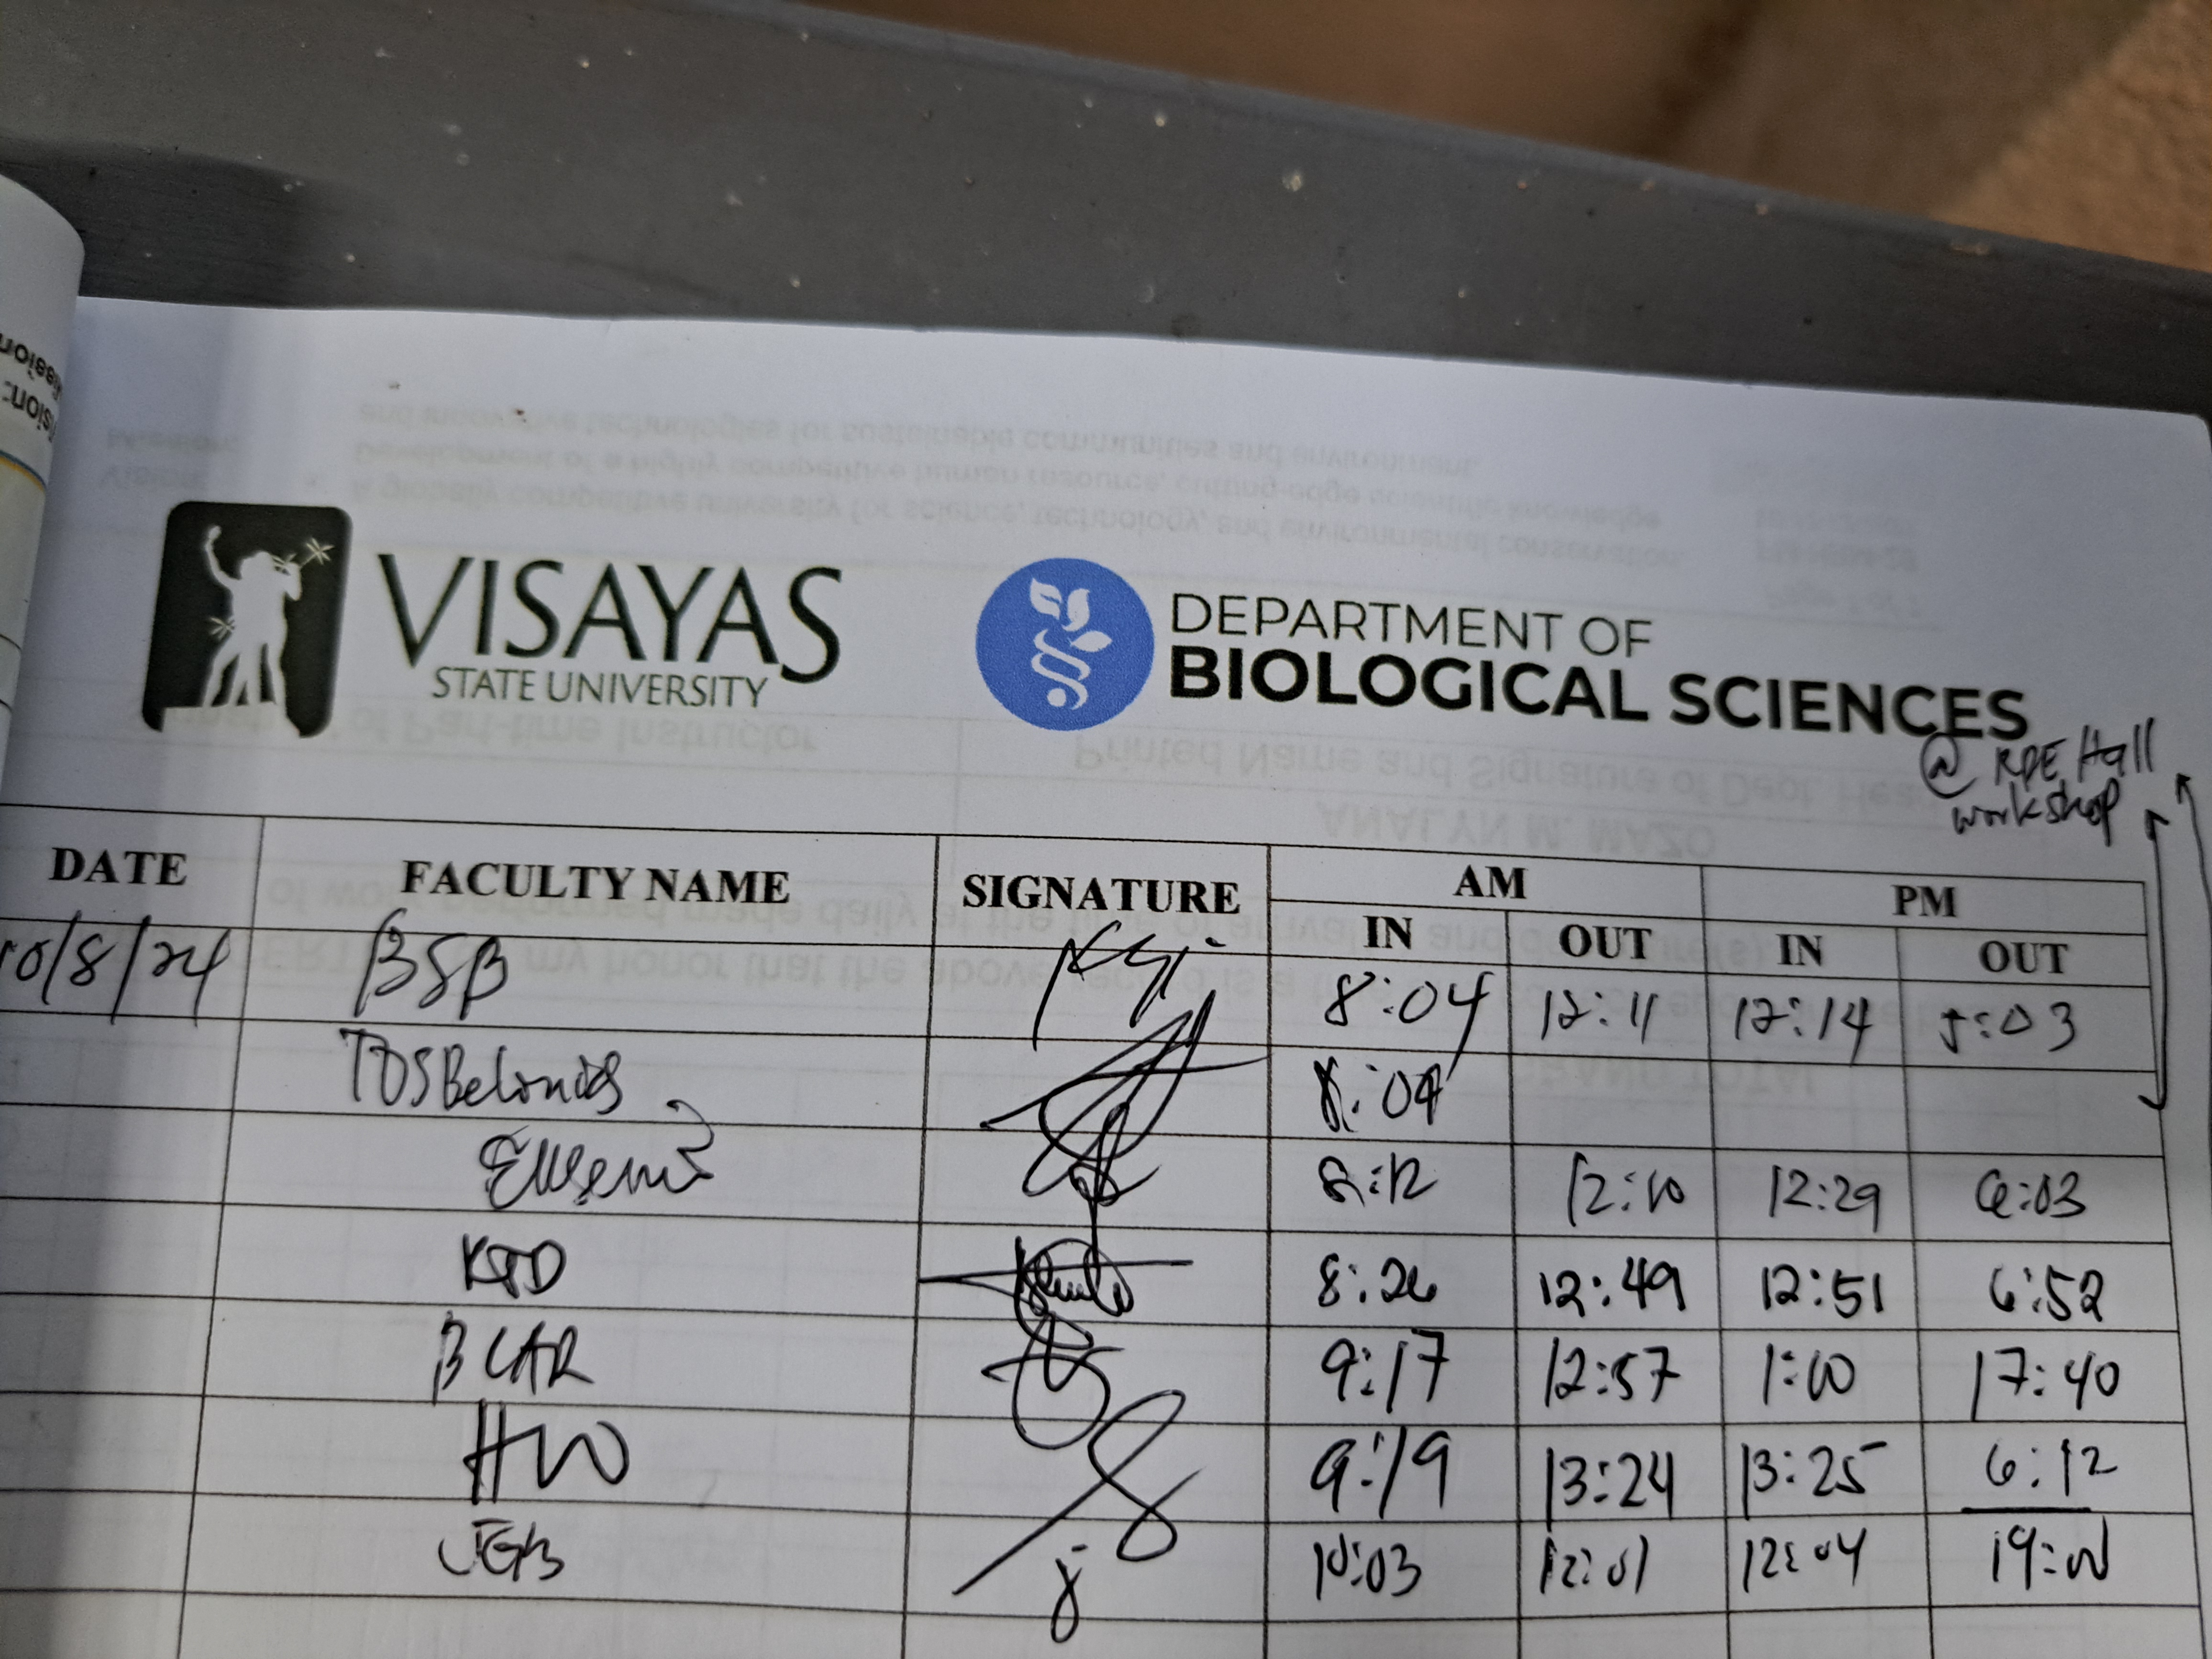 VISAYAS
STATE UNIVERSITY
DEPARTMENT OF
BIOLOGICAL SCIENCES
@ RDE Hall
workshop
DATE FACULTY NAME SIGNATURE AM PM
IN OUT IN OUT
10/8/24 BSB 8:04 12:11 12:14 5:03
TDSBelonias 8:04
8:12 12:10 12:29 6:03
8:26 12:49 12:51 6:52
BCAR 9:17 12:57 1:00 17:40
9:19 13:24 13:25 6:12
JGB 10:03 12:01 12:04 19:00